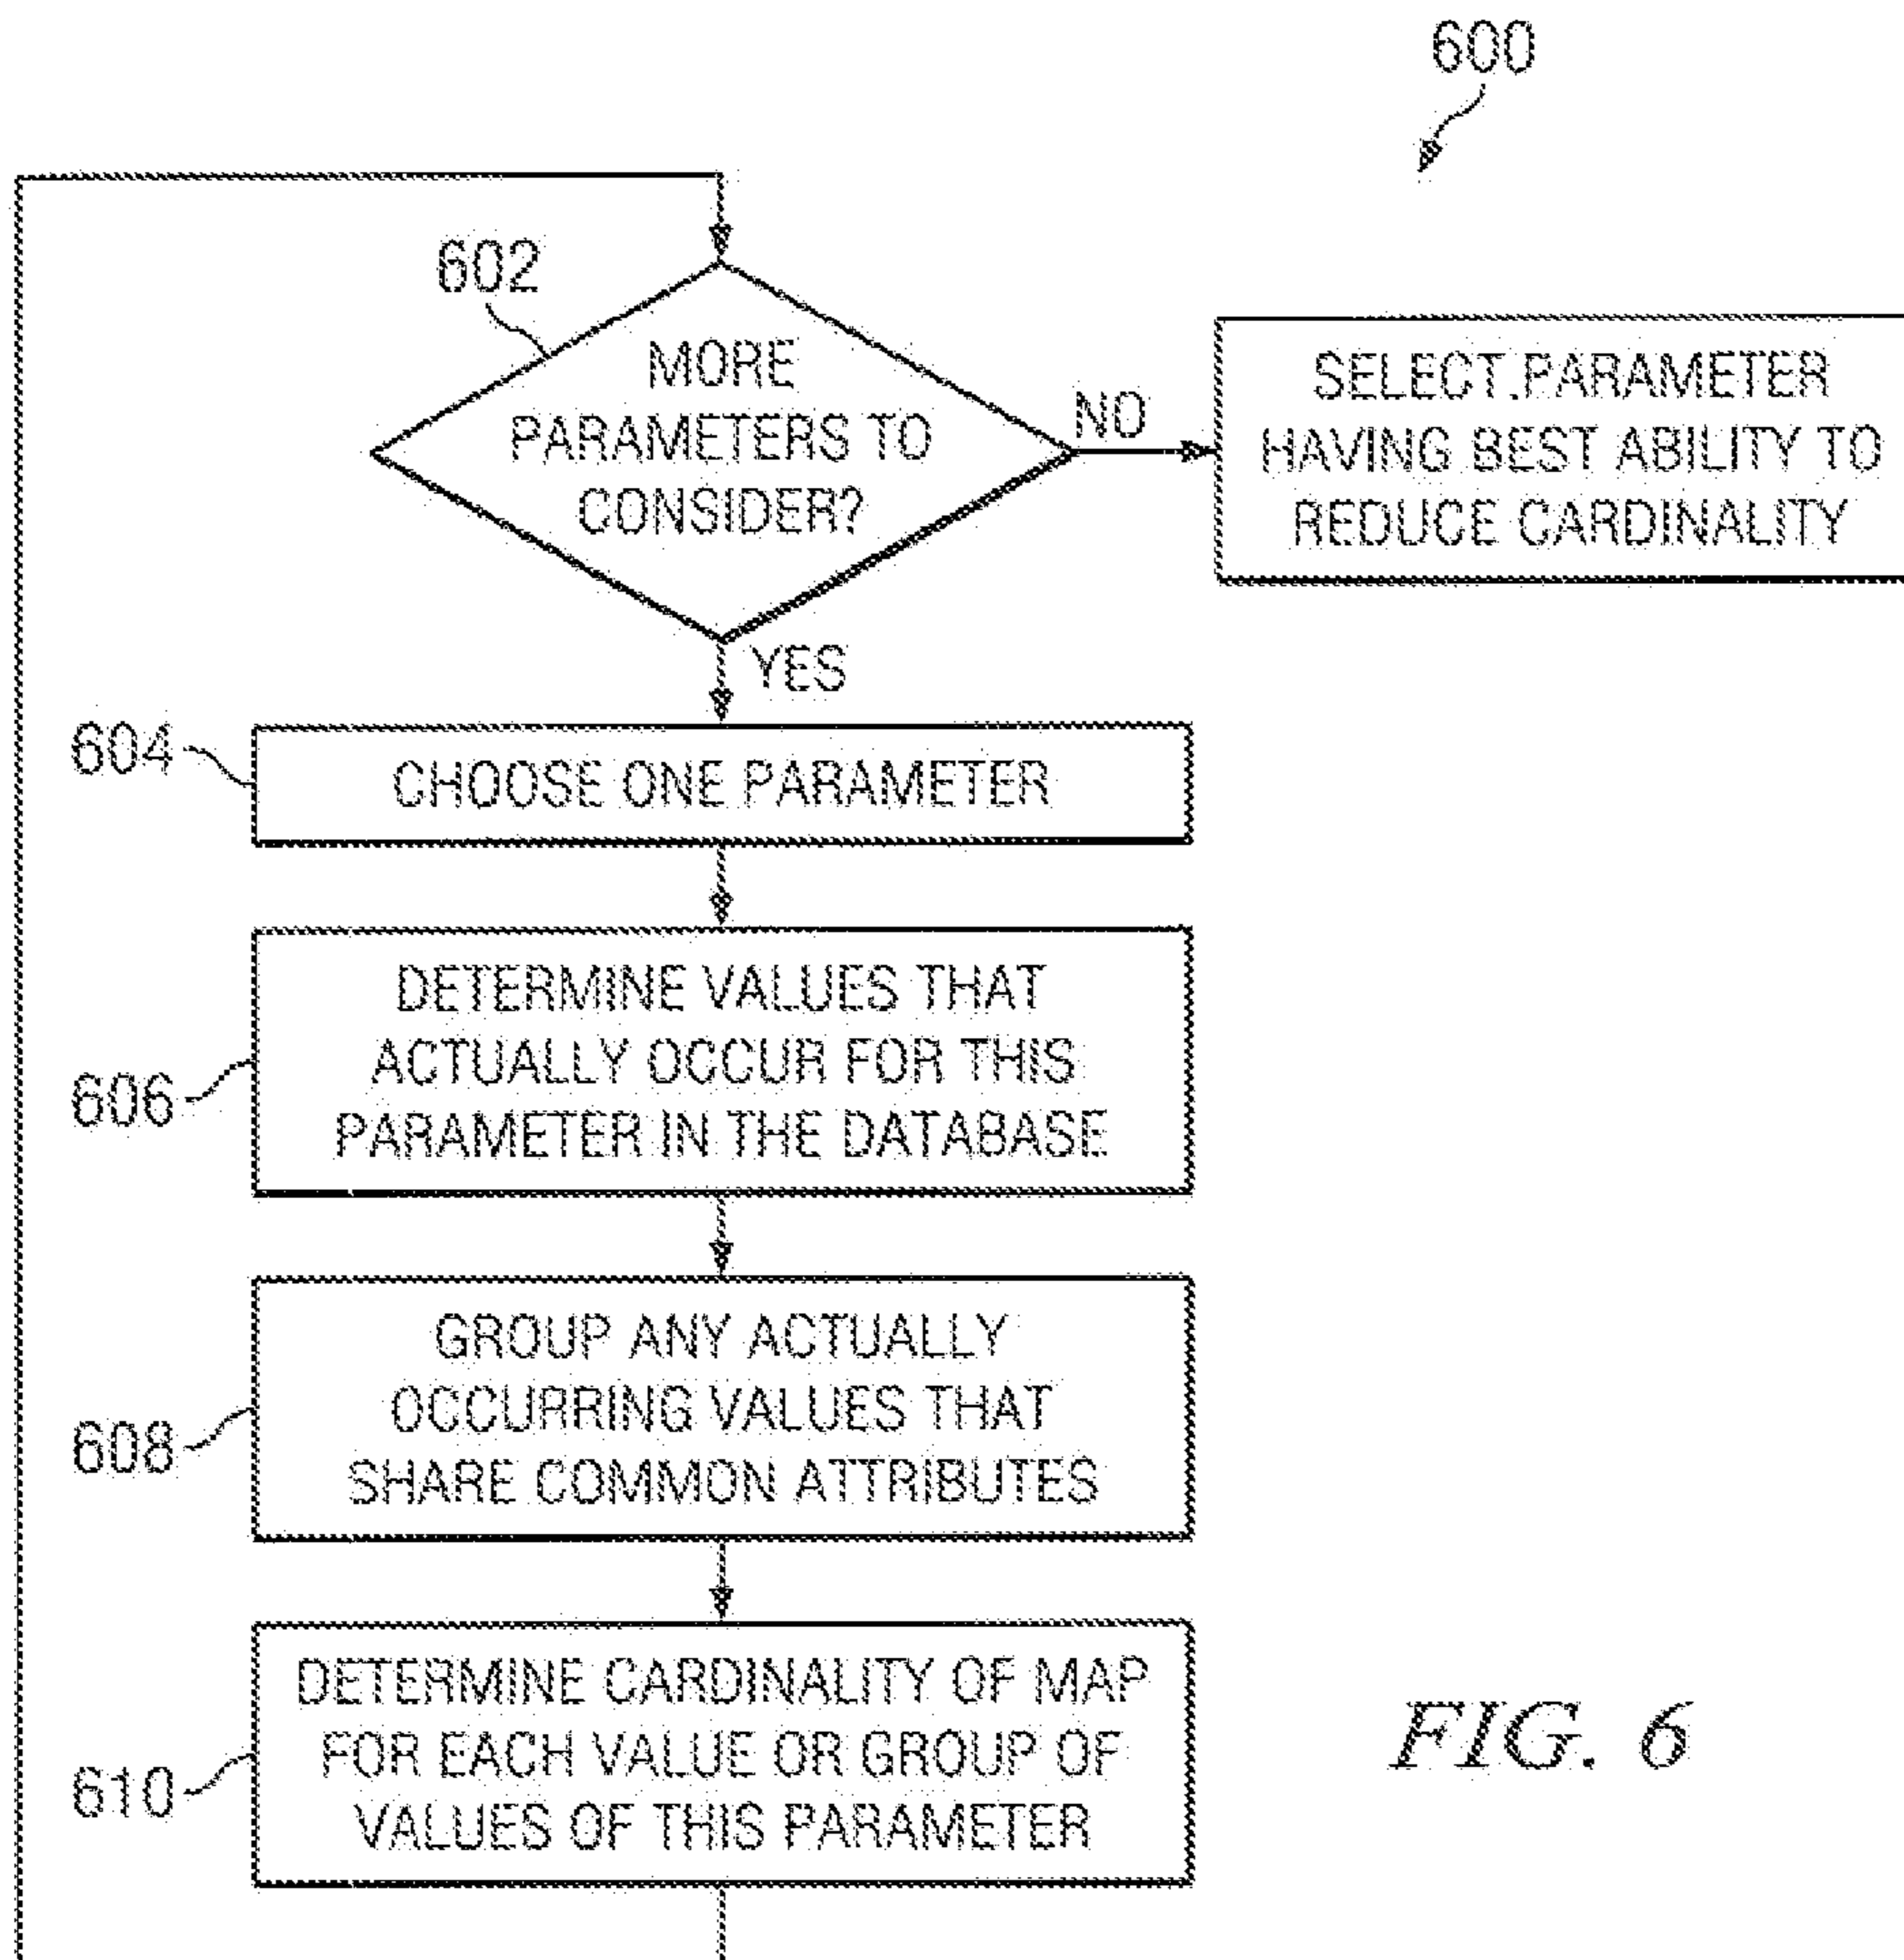 600
602
MORE
PARAMETERS TO
CONSIDER?
NO
SELECT PARAMETER
HAVING BEST ABILITY TO
REDUCE CARDINALITY
YES
604
CHOOSE ONE PARAMETER
606
DETERMINE VALUES THAT
ACTUALLY OCCUR FOR THIS
PARAMETER IN THE DATABASE
608
GROUP ANY ACTUALLY
OCCURRING VALUES THAT
SHARE COMMON ATTRIBUTES
610
DETERMINE CARDINALITY OF MAP
FOR EACH VALUE OR GROUP OF
VALUES OF THIS PARAMETER
FIG. 6